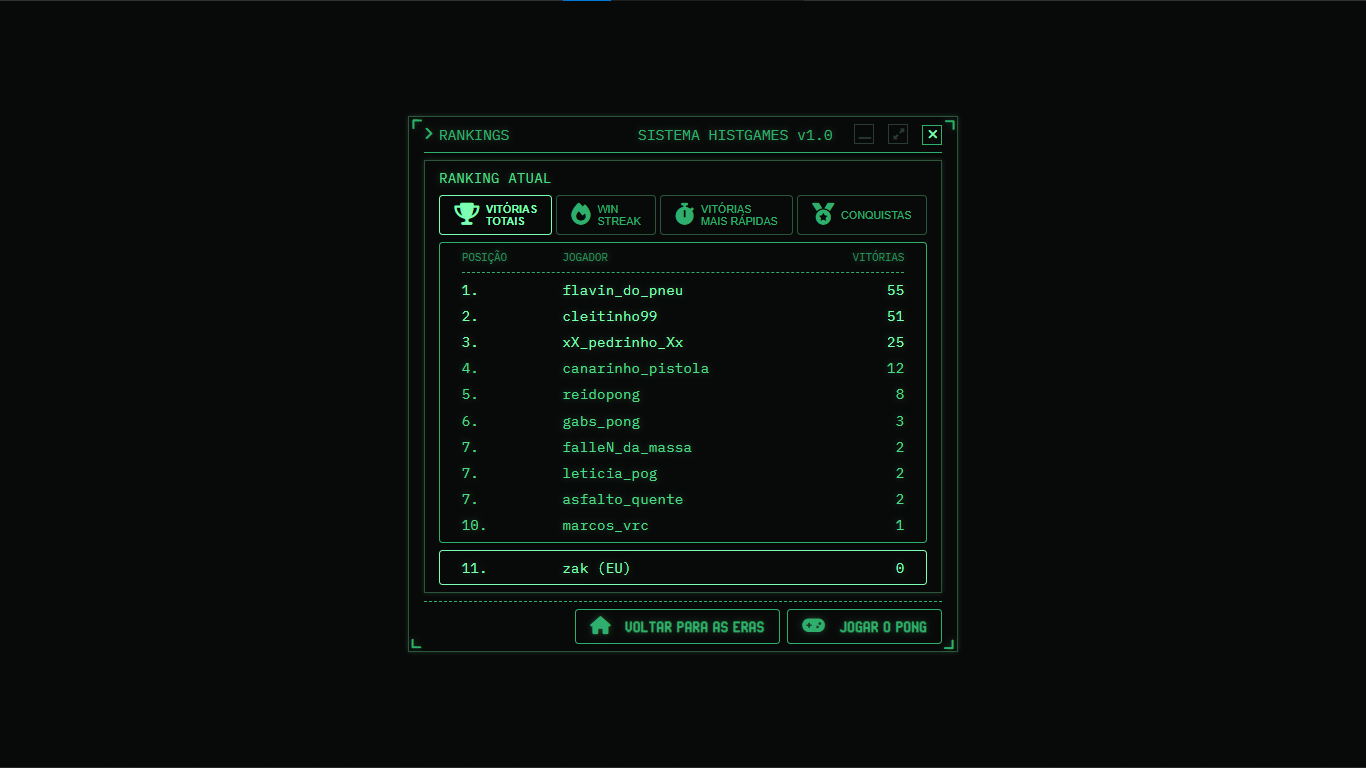 RANKINGS SISTEMA HISTGAMES v1.0
RANKING ATUAL
VITÓRIAS TOTAIS
WIN STREAK
VITÓRIAS MAIS RÁPIDAS
CONQUISTAS
POSIÇÃO JOGADOR VITÓRIAS
1. flavin_do_pneu 55
2. cleitinho99 51
3. xX_pedrinho_Xx 25
4. canarinho_pistola 12
5. reidopong 8
6. gabs_pong 3
7. falleN_da_massa 2
7. leticia_pog 2
7. asfalto_quente 2
10. marcos_vrc 1
11. zak (EU) 0
VOLTAR PARA AS ERAS JOGAR O PONG